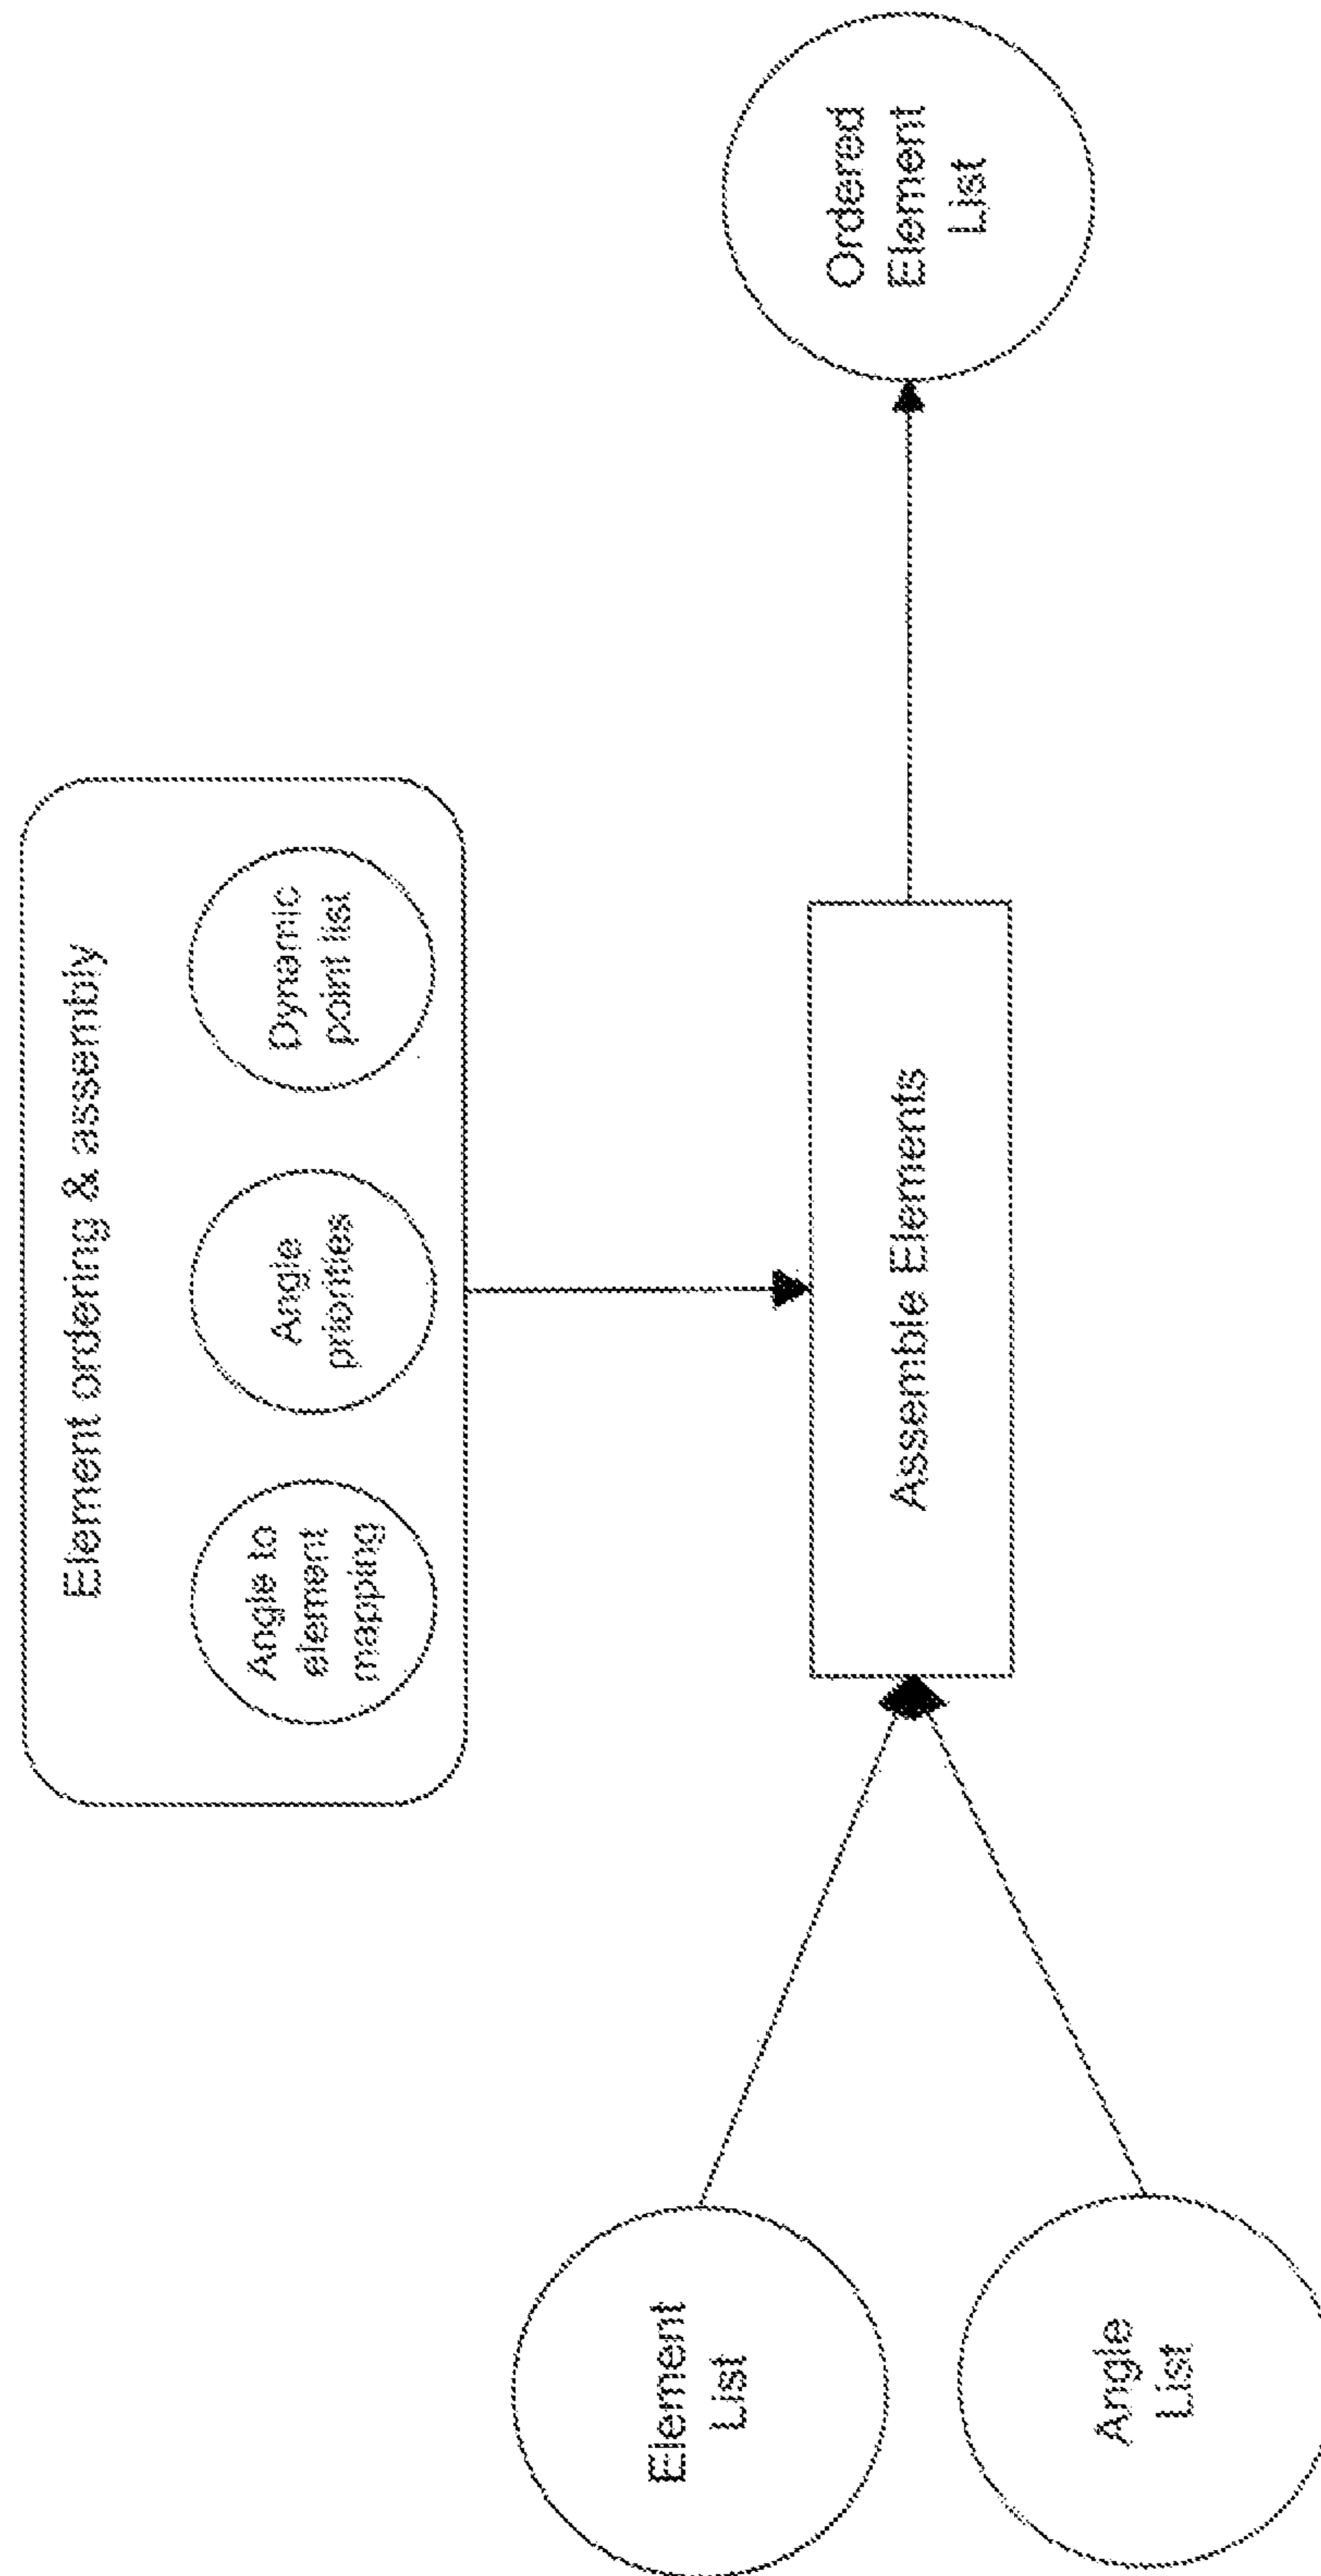 Element ordering & assembly
Angle to
element
mapping
Angle
priorities
Dynamic
point list
Element
List
Angle
List
Assemble Elements
Ordered
Element
List